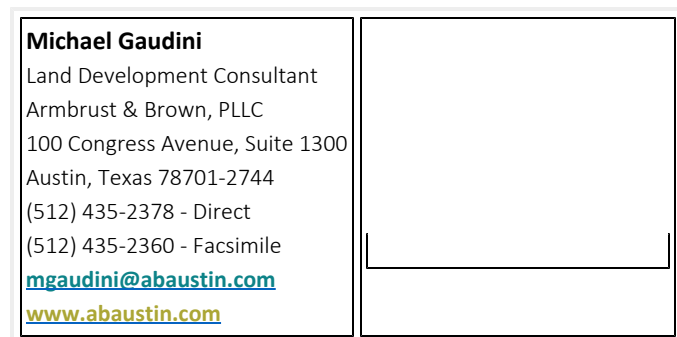 Michael Gaudini
Land Development Consultant
Armbrust & Brown, PLLC
100 Congress Avenue, Suite 1300
Austin, Texas 78701-2744
(512) 435-2378 - Direct
(512) 435-2360 - Facsimile
mgaudini@abaustin.com
www.abaustin.com